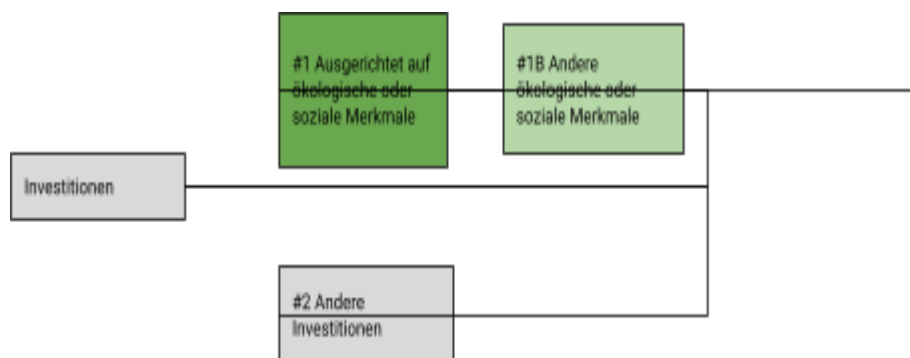 #1 Ausgerichtet auf
ökologische oder
soziale Merkmale
#1B Andere
ökologische oder
soziale Merkmale
Investitionen
#2 Andere
Investitionen